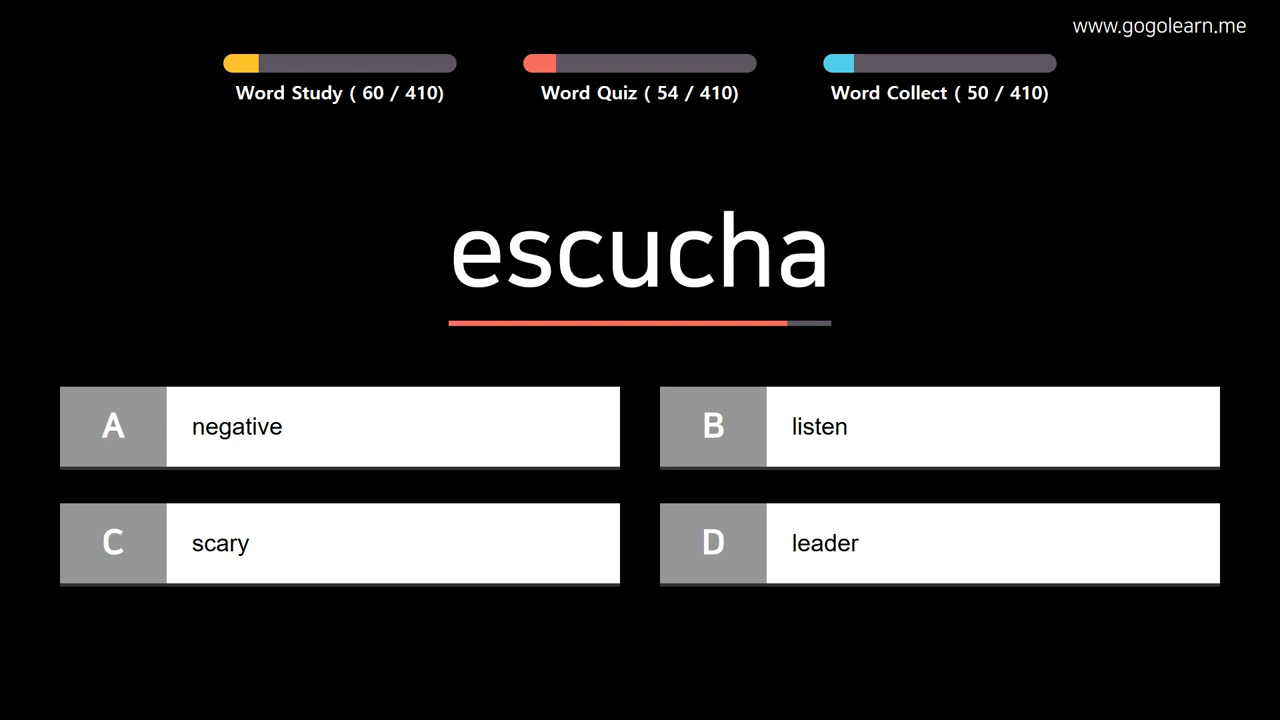 www.gogolearn.me
Word Study ( 60 / 410)
Word Quiz ( 54 / 410)
Word Collect ( 50 / 410)
escucha
A negative
B listen
C scary
D leader